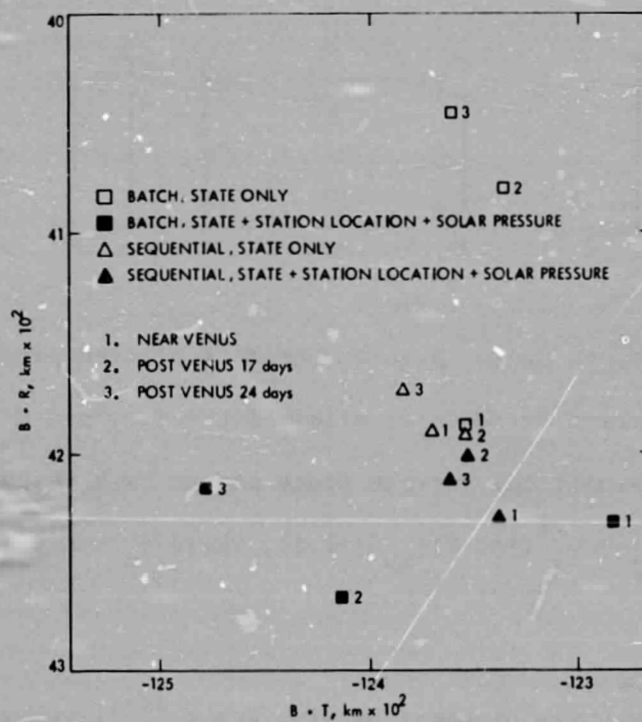 40
3
2
□ BATCH, STATE ONLY
■ BATCH, STATE + STATION LOCATION + SOLAR PRESSURE
△ SEQUENTIAL, STATE ONLY
▲ SEQUENTIAL, STATE + STATION LOCATION + SOLAR PRESSURE
41
1. NEAR VENUS
2. POST VENUS 17 days
3. POST VENUS 24 days
B • R, km x 10²
3
1
1
2
42
2
3
3
1
1
2
43
-125
-124
-123
B • T, km x 10²